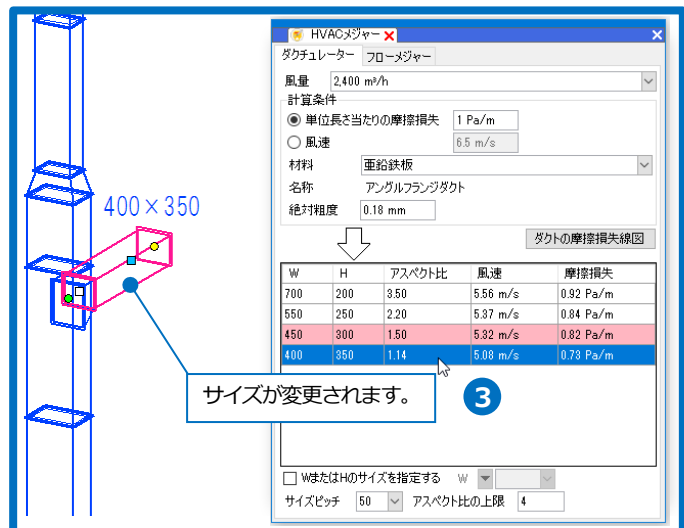 HVACメジャー
ダクチュレーター フローメジャー
風量 2,400 m³/h
計算条件
単位長さ当たりの摩擦損失 1 Pa/m
風速 6.5 m/s
材料 亜鉛鉄板
名称 アングルフランジダクト
絶対粗度 0.18 mm
ダクトの摩擦損失線図
W H アスペクト比 風速 摩擦損失
700 200 3.50 5.56 m/s 0.92 Pa/m
550 250 2.20 5.37 m/s 0.84 Pa/m
450 300 1.50 5.32 m/s 0.82 Pa/m
400 350 1.14 5.08 m/s 0.73 Pa/m
WまたはHのサイズを指定する W
サイズピッチ 50 アスペクト比の上限 4
400×350
サイズが変更されます。
3